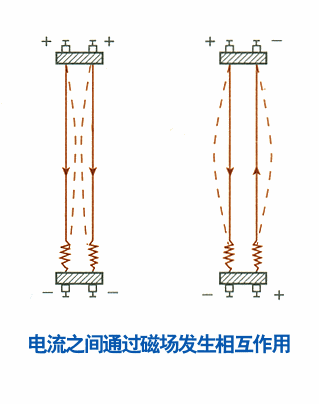 + + + −
− − − +
电流之间通过磁场发生相互作用